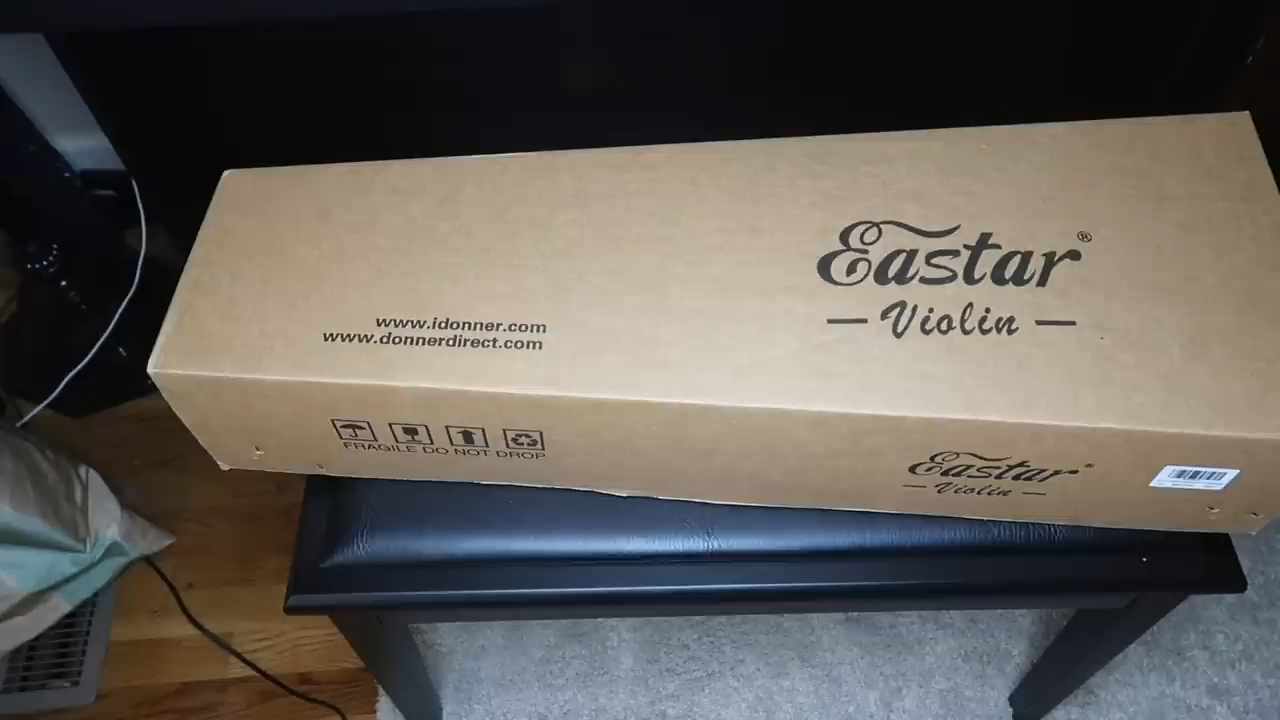 Eastar®
— Violin —
www.idonner.com
www.donnerdirect.com
FRAGILE DO NOT DROP
Eastar
— Violin —